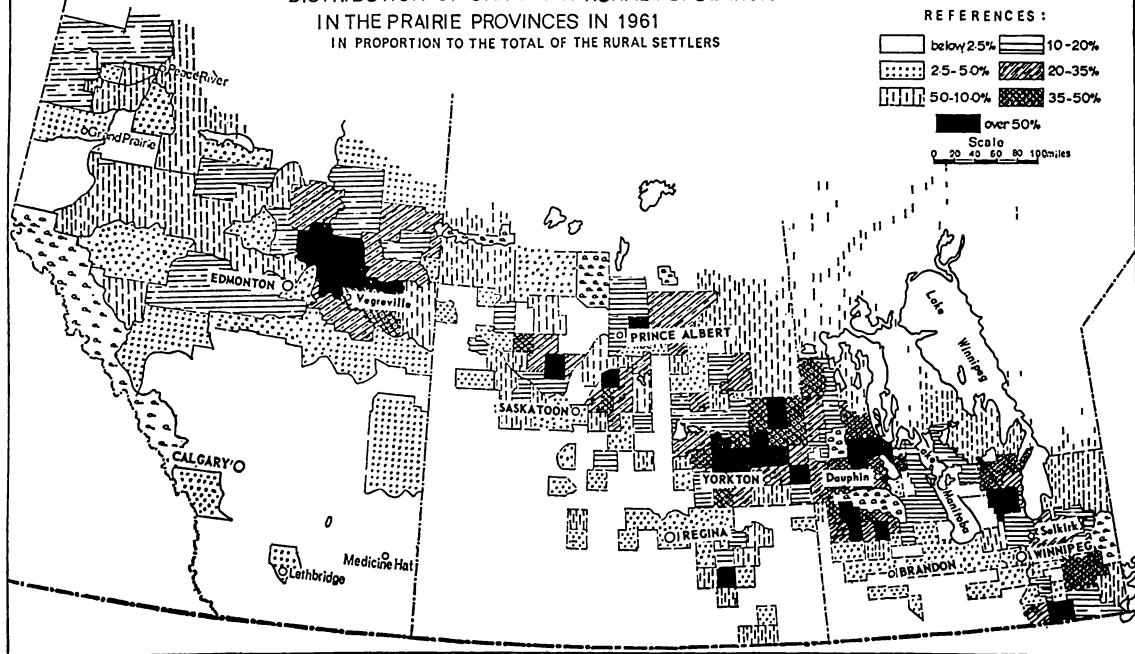 DISTRIBUTION OF
IN THE PRAIRIE PROVINCES IN 1961
IN PROPORTION TO THE TOTAL OF THE RURAL SETTLERS
REFERENCES:
below 2·5%
10-20%
2·5-5·0%
20-35%
5·0-10·0%
35-50%
over 50%
Scale
0 20 40 60 80 100miles
Peace River
Grand Prairie
EDMONTON
Vegreville
PRINCE ALBERT
Lake Winnipeg
SASKATOON
CALGARY
YORKTON
Dauphin
Lake Manitoba
REGINA
Selkirk
WINNIPEG
Medicine Hat
Lethbridge
BRANDON